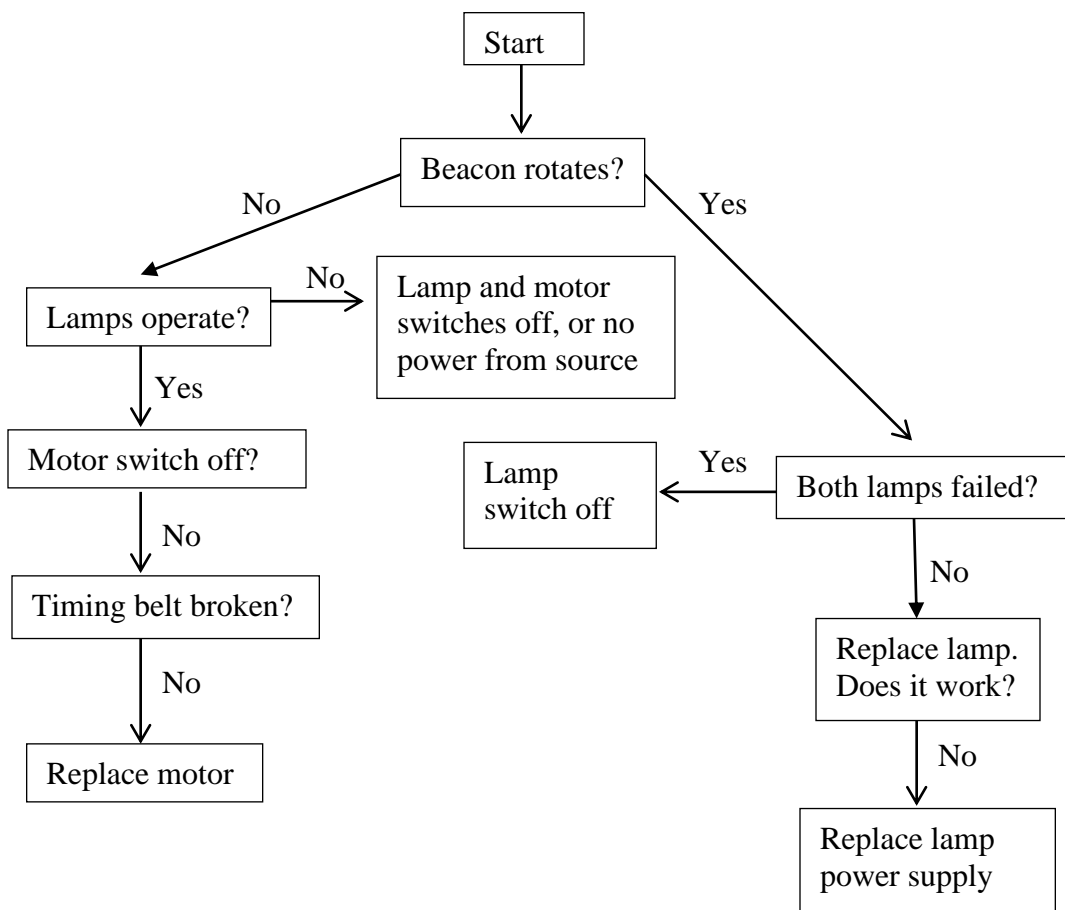 Start
Beacon rotates?
No
Yes
No
Lamps operate?
Lamp and motor
switches off, or no
power from source
Yes
Motor switch off?
Lamp
switch off
Yes
Both lamps failed?
No
No
Timing belt broken?
Replace lamp.
Does it work?
No
No
Replace motor
Replace lamp
power supply